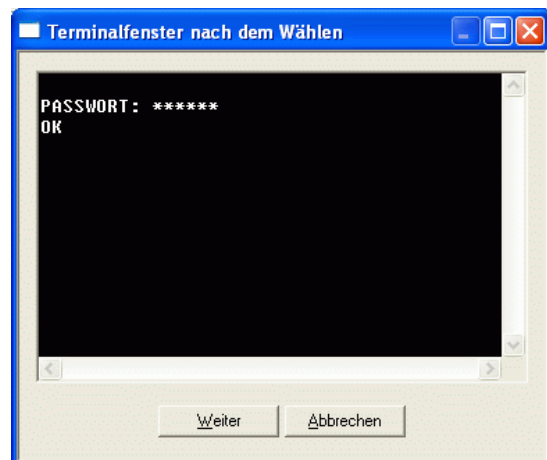 Terminalfenster nach dem Wählen
PASSWORT: ******
OK
Weiter Abbrechen